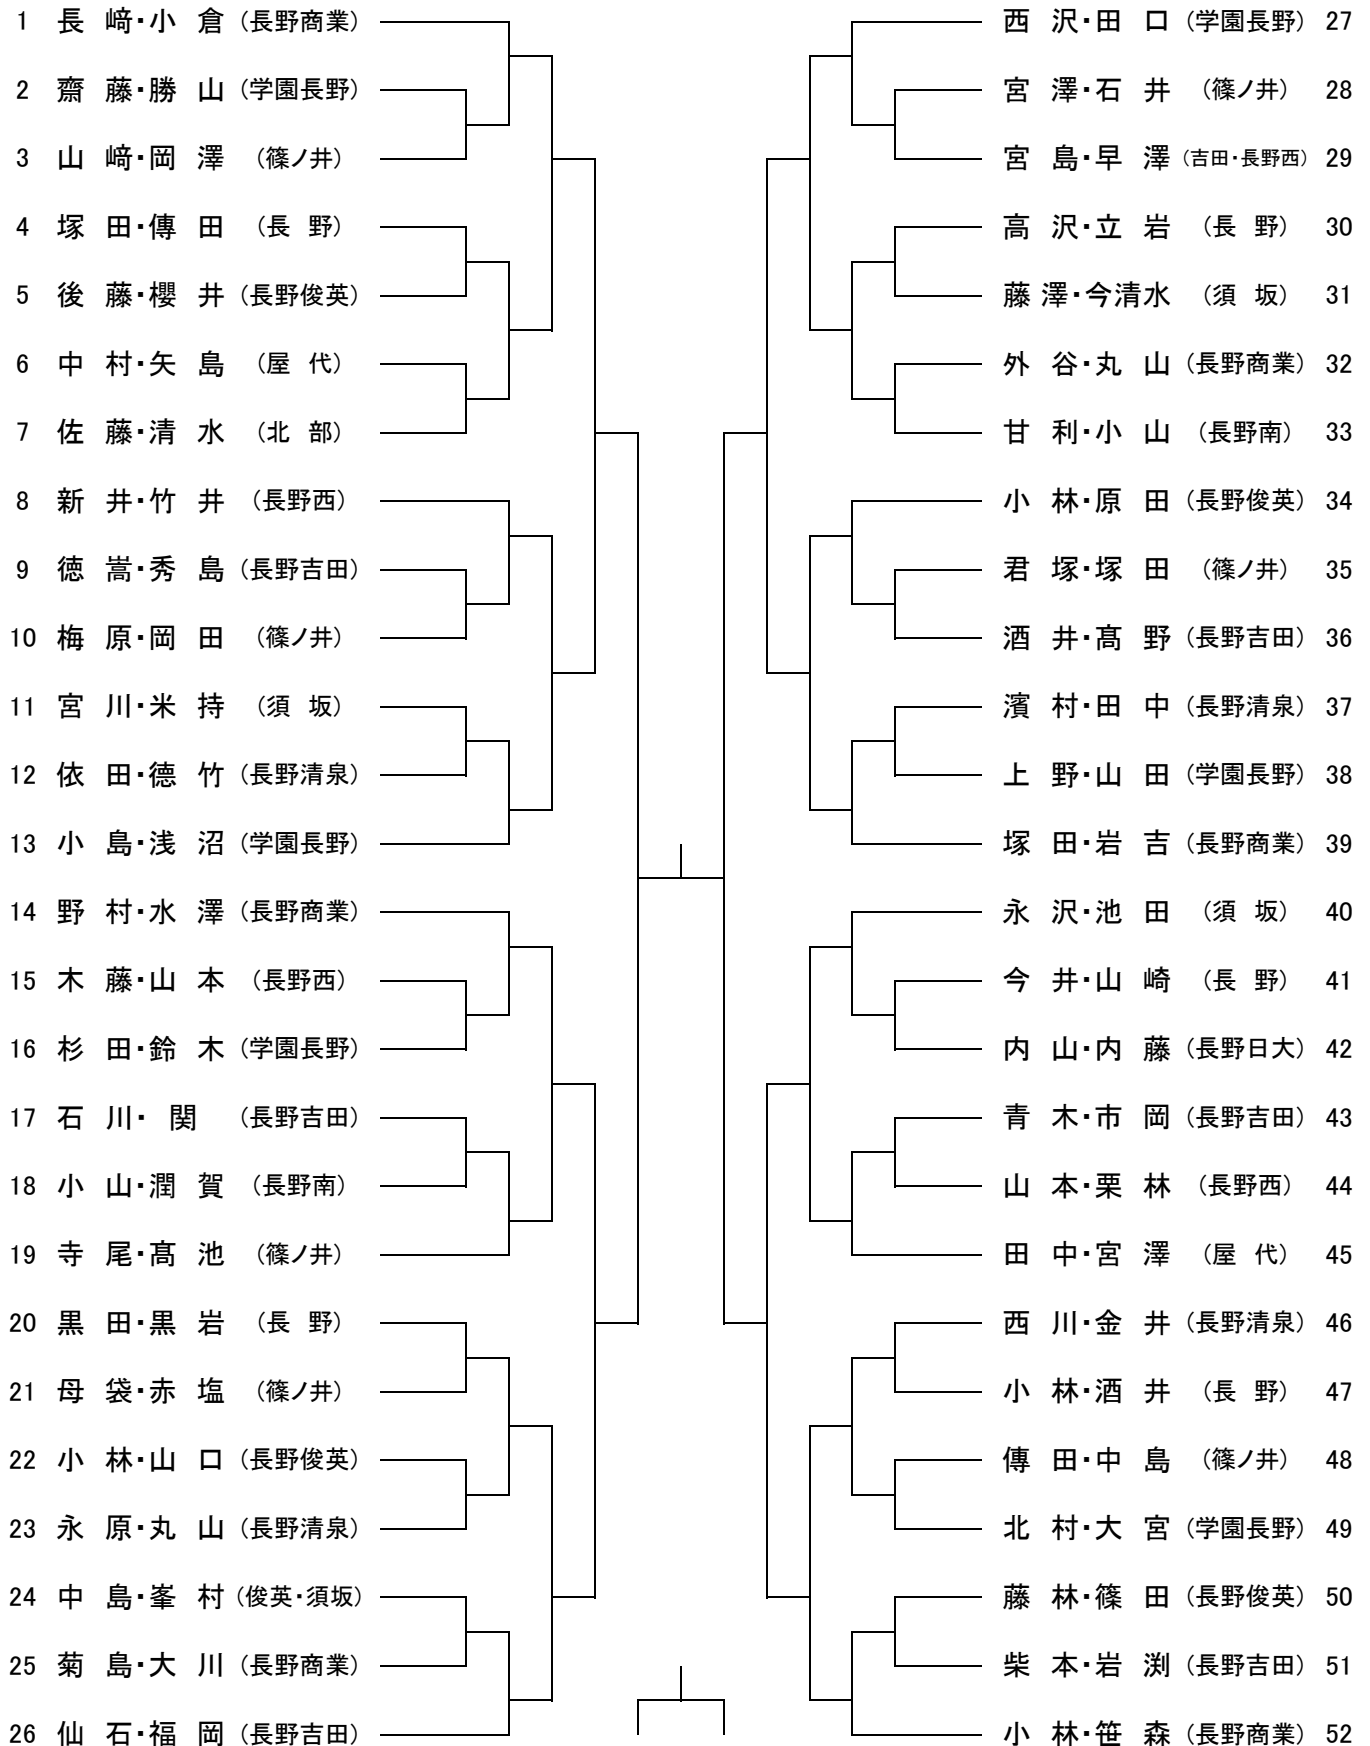 1 長﨑・小倉 (長野商業)
2 齋藤・勝山 (学園長野)
3 山﨑・岡澤 (篠ノ井)
4 塚田・傳田 (長野)
5 後藤・櫻井 (長野俊英)
6 中村・矢島 (屋代)
7 佐藤・清水 (北部)
8 新井・竹井 (長野西)
9 徳嵩・秀島 (長野吉田)
10 梅原・岡田 (篠ノ井)
11 宮川・米持 (須坂)
12 依田・德竹 (長野清泉)
13 小島・浅沼 (学園長野)
14 野村・水澤 (長野商業)
15 木藤・山本 (長野西)
16 杉田・鈴木 (学園長野)
17 石川・関 (長野吉田)
18 小山・潤賀 (長野南)
19 寺尾・髙池 (篠ノ井)
20 黒田・黒岩 (長野)
21 母袋・赤塩 (篠ノ井)
22 小林・山口 (長野俊英)
23 永原・丸山 (長野清泉)
24 中島・峯村 (俊英・須坂)
25 菊島・大川 (長野商業)
26 仙石・福岡 (長野吉田)
西沢・田口 (学園長野) 27
宮澤・石井 (篠ノ井) 28
宮島・早澤 (吉田・長野西) 29
高沢・立岩 (長野) 30
藤澤・今清水 (須坂) 31
外谷・丸山 (長野商業) 32
甘利・小山 (長野南) 33
小林・原田 (長野俊英) 34
君塚・塚田 (篠ノ井) 35
酒井・髙野 (長野吉田) 36
濱村・田中 (長野清泉) 37
上野・山田 (学園長野) 38
塚田・岩吉 (長野商業) 39
永沢・池田 (須坂) 40
今井・山崎 (長野) 41
内山・内藤 (長野日大) 42
青木・市岡 (長野吉田) 43
山本・栗林 (長野西) 44
田中・宮澤 (屋代) 45
西川・金井 (長野清泉) 46
小林・酒井 (長野) 47
傳田・中島 (篠ノ井) 48
北村・大宮 (学園長野) 49
藤林・篠田 (長野俊英) 50
柴本・岩渕 (長野吉田) 51
小林・笹森 (長野商業) 52